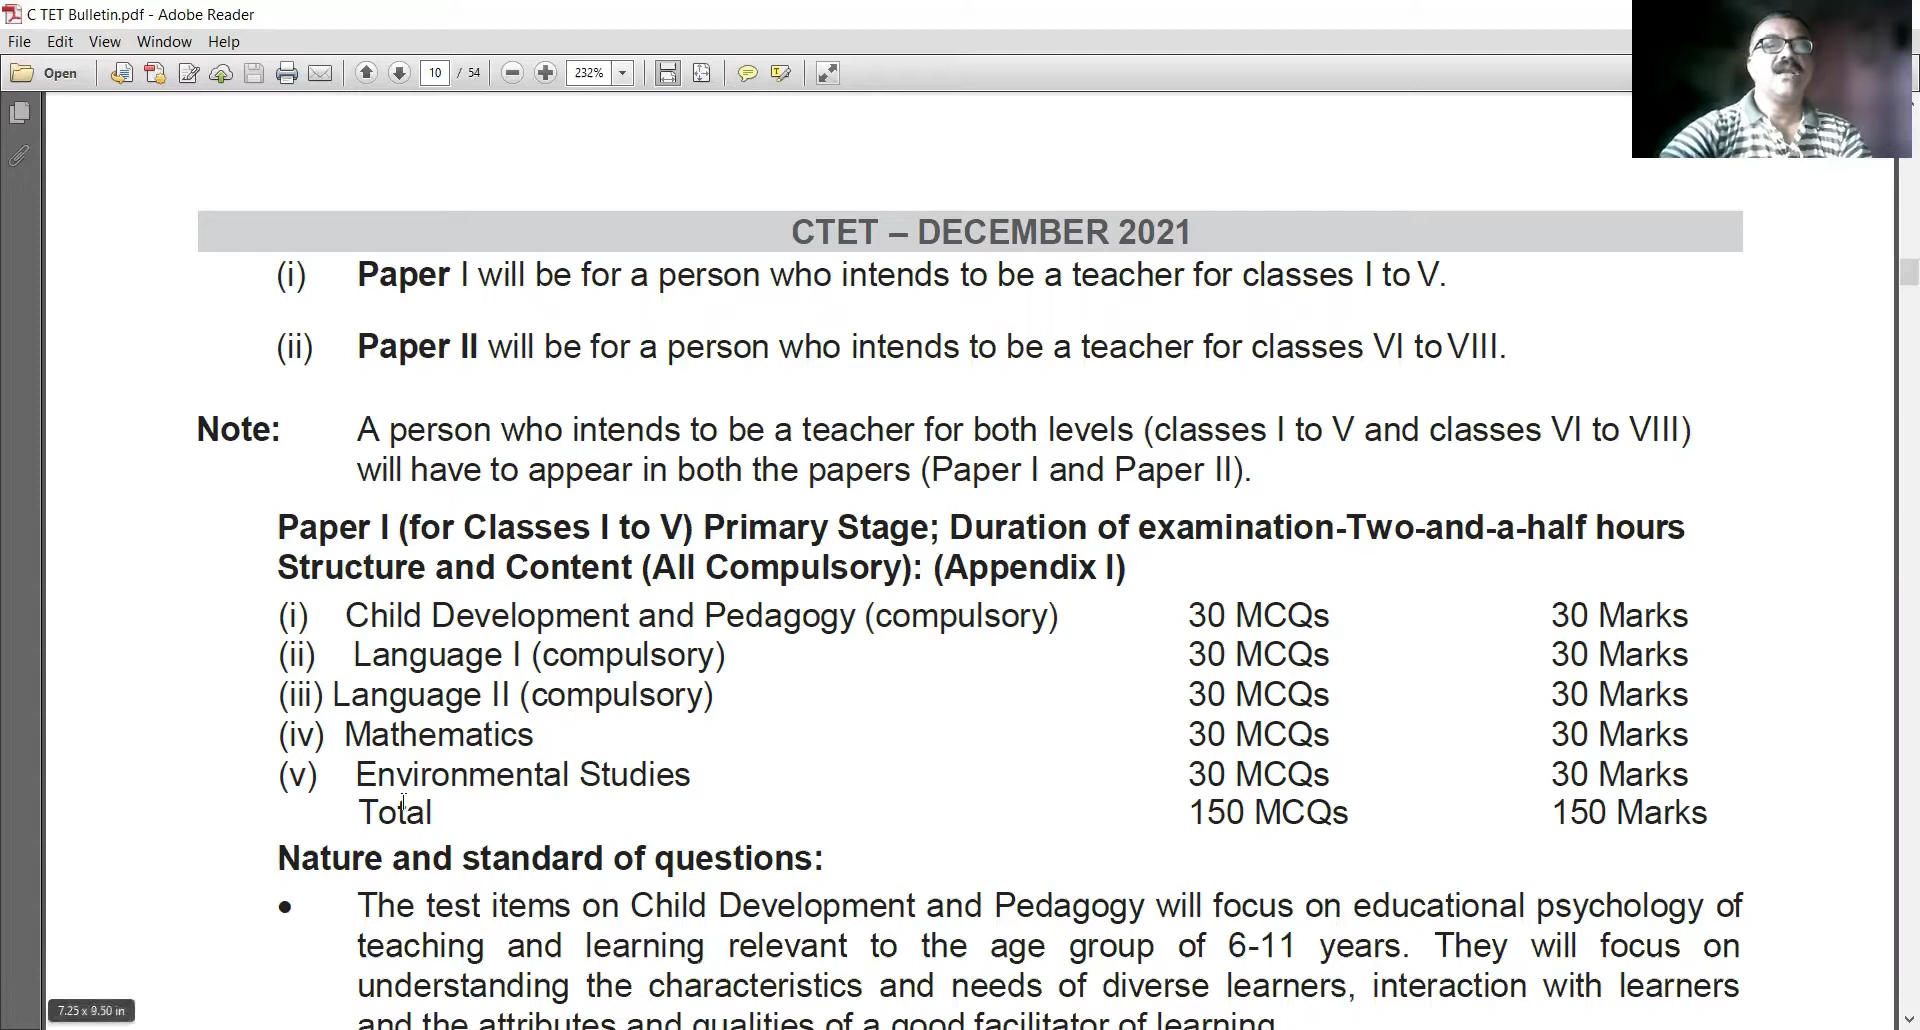 C TET Bulletin.pdf - Adobe Reader
File Edit View Window Help
Open 10 / 54 232%
CTET – DECEMBER 2021
(i) Paper I will be for a person who intends to be a teacher for classes I to V.
(ii) Paper II will be for a person who intends to be a teacher for classes VI to VIII.
Note: A person who intends to be a teacher for both levels (classes I to V and classes VI to VIII)
will have to appear in both the papers (Paper I and Paper II).
Paper I (for Classes I to V) Primary Stage; Duration of examination-Two-and-a-half hours
Structure and Content (All Compulsory): (Appendix I)
(i) Child Development and Pedagogy (compulsory) 30 MCQs 30 Marks
(ii) Language I (compulsory) 30 MCQs 30 Marks
(iii) Language II (compulsory) 30 MCQs 30 Marks
(iv) Mathematics 30 MCQs 30 Marks
(v) Environmental Studies 30 MCQs 30 Marks
Total 150 MCQs 150 Marks
Nature and standard of questions:
• The test items on Child Development and Pedagogy will focus on educational psychology of
teaching and learning relevant to the age group of 6-11 years. They will focus on
understanding the characteristics and needs of diverse learners, interaction with learners
and the attributes and qualities of a good facilitator of learning.
7.25 x 9.50 in